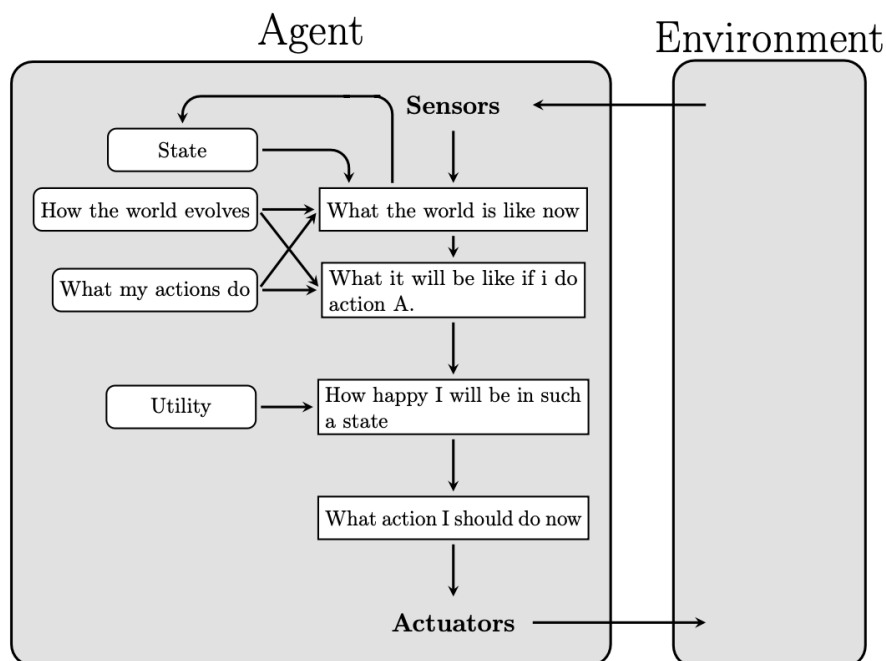 Agent
Environment
Sensors
State
How the world evolves
What the world is like now
What my actions do
What it will be like if i do
action A.
Utility
How happy I will be in such
a state
What action I should do now
Actuators